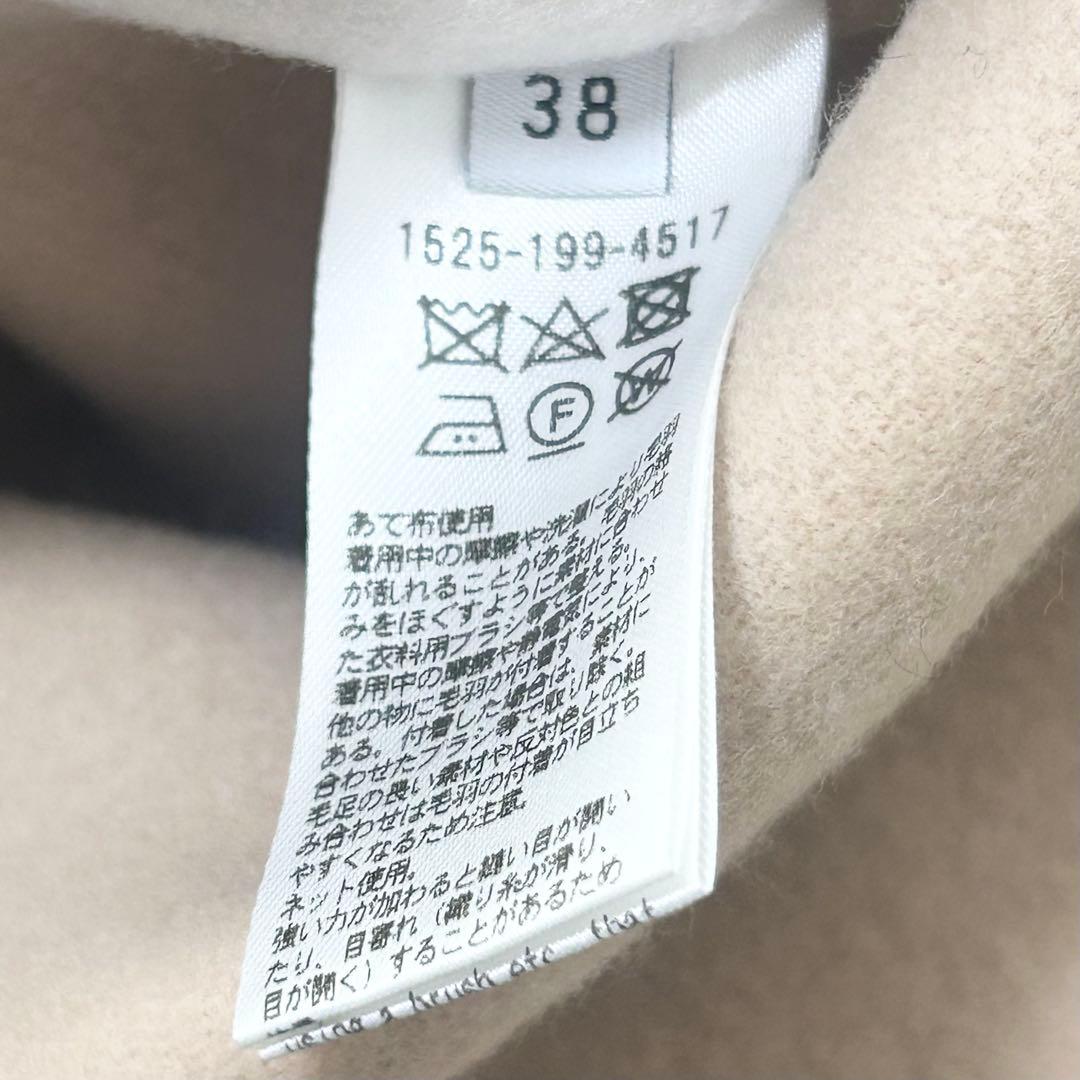 38
1525-199-4517
F
W
あて布使用
着用中の摩擦や洗濯により毛羽
が乱れることがある。毛羽の絡
みをほぐすように素材に合わせ
た衣料用ブラシ等で整える。
着用中の摩擦や静電気により、
他の物に毛羽が付着することが
ある。付着した場合は、素材に
合わせたブラシ等で取り除く。
毛足の長い素材や反対色との組
み合わせは毛羽の付着が目立ち
やすくなるため注意。
ネット使用。
強い力が加わると縫い目が開い
たり、目寄れ(織り糸が滑り、
目が開く)することがあるため
using a brush etc. that